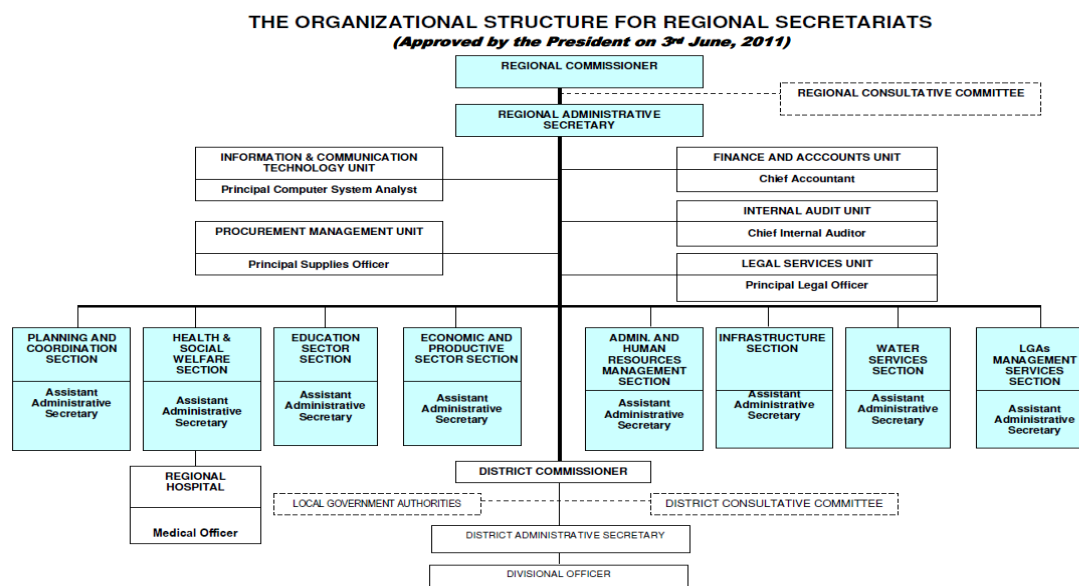 THE ORGANIZATIONAL STRUCTURE FOR REGIONAL SECRETARIATS
(Approved by the President on 3rd June, 2011)
REGIONAL COMMISSIONER
REGIONAL CONSULTATIVE COMMITTEE
REGIONAL ADMINISTRATIVE
SECRETARY
INFORMATION & COMMUNICATION
TECHNOLOGY UNIT
Principal Computer System Analyst
FINANCE AND ACCCOUNTS UNIT
Chief Accountant
PROCUREMENT MANAGEMENT UNIT
Principal Supplies Officer
INTERNAL AUDIT UNIT
Chief Internal Auditor
LEGAL SERVICES UNIT
Principal Legal Officer
PLANNING AND
COORDINATION
SECTION
Assistant
Administrative
Secretary
HEALTH &
SOCIAL
WELFARE
SECTION
Assistant
Administrative
Secretary
EDUCATION
SECTOR
SECTION
Assistant
Administrative
Secretary
ECONOMIC AND
PRODUCTIVE
SECTOR SECTION
Assistant
Administrative
Secretary
ADMIN. AND
HUMAN
RESOURCES
MANAGEMENT
SECTION
Assistant
Administrative
Secretary
INFRASTRUCTURE
SECTION
Assistant
Administrative
Secretary
WATER
SERVICES
SECTION
Assistant
Administrative
Secretary
LGAs
MANAGEMENT
SERVICES
SECTION
Assistant
Administrative
Secretary
REGIONAL
HOSPITAL
Medical Officer
DISTRICT COMMISSIONER
LOCAL GOVERNMENT AUTHORITIES
DISTRICT CONSULTATIVE COMMITTEE
DISTRICT ADMINISTRATIVE SECRETARY
DIVISIONAL OFFICER